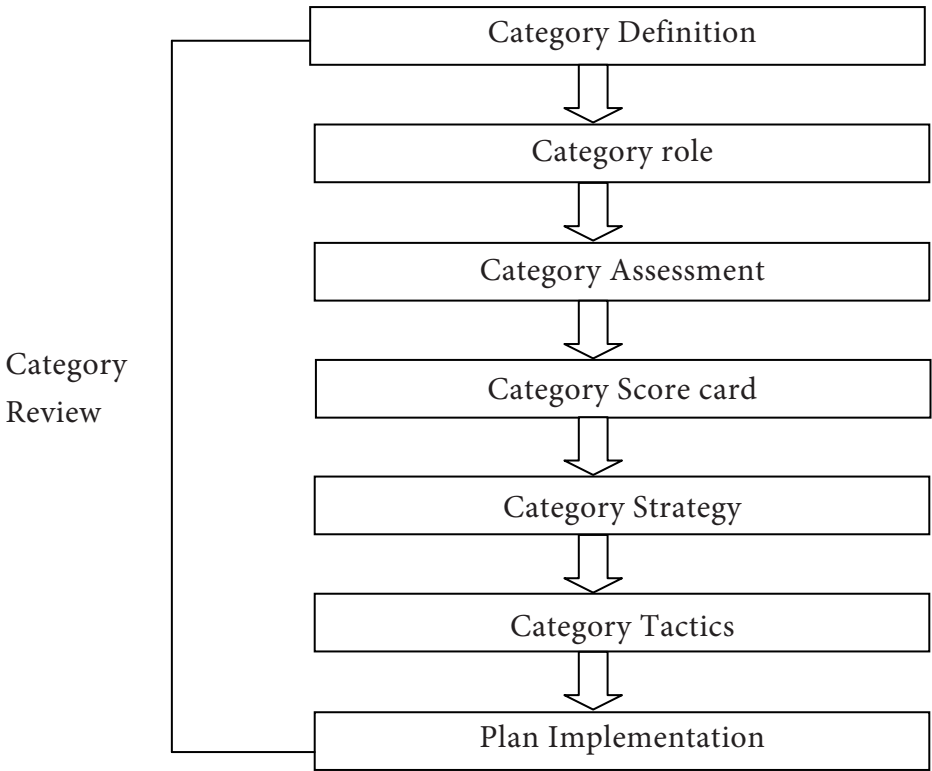 Category Definition
Category role
Category Assessment
Category Score card
Category Strategy
Category Tactics
Plan Implementation
Category
Review